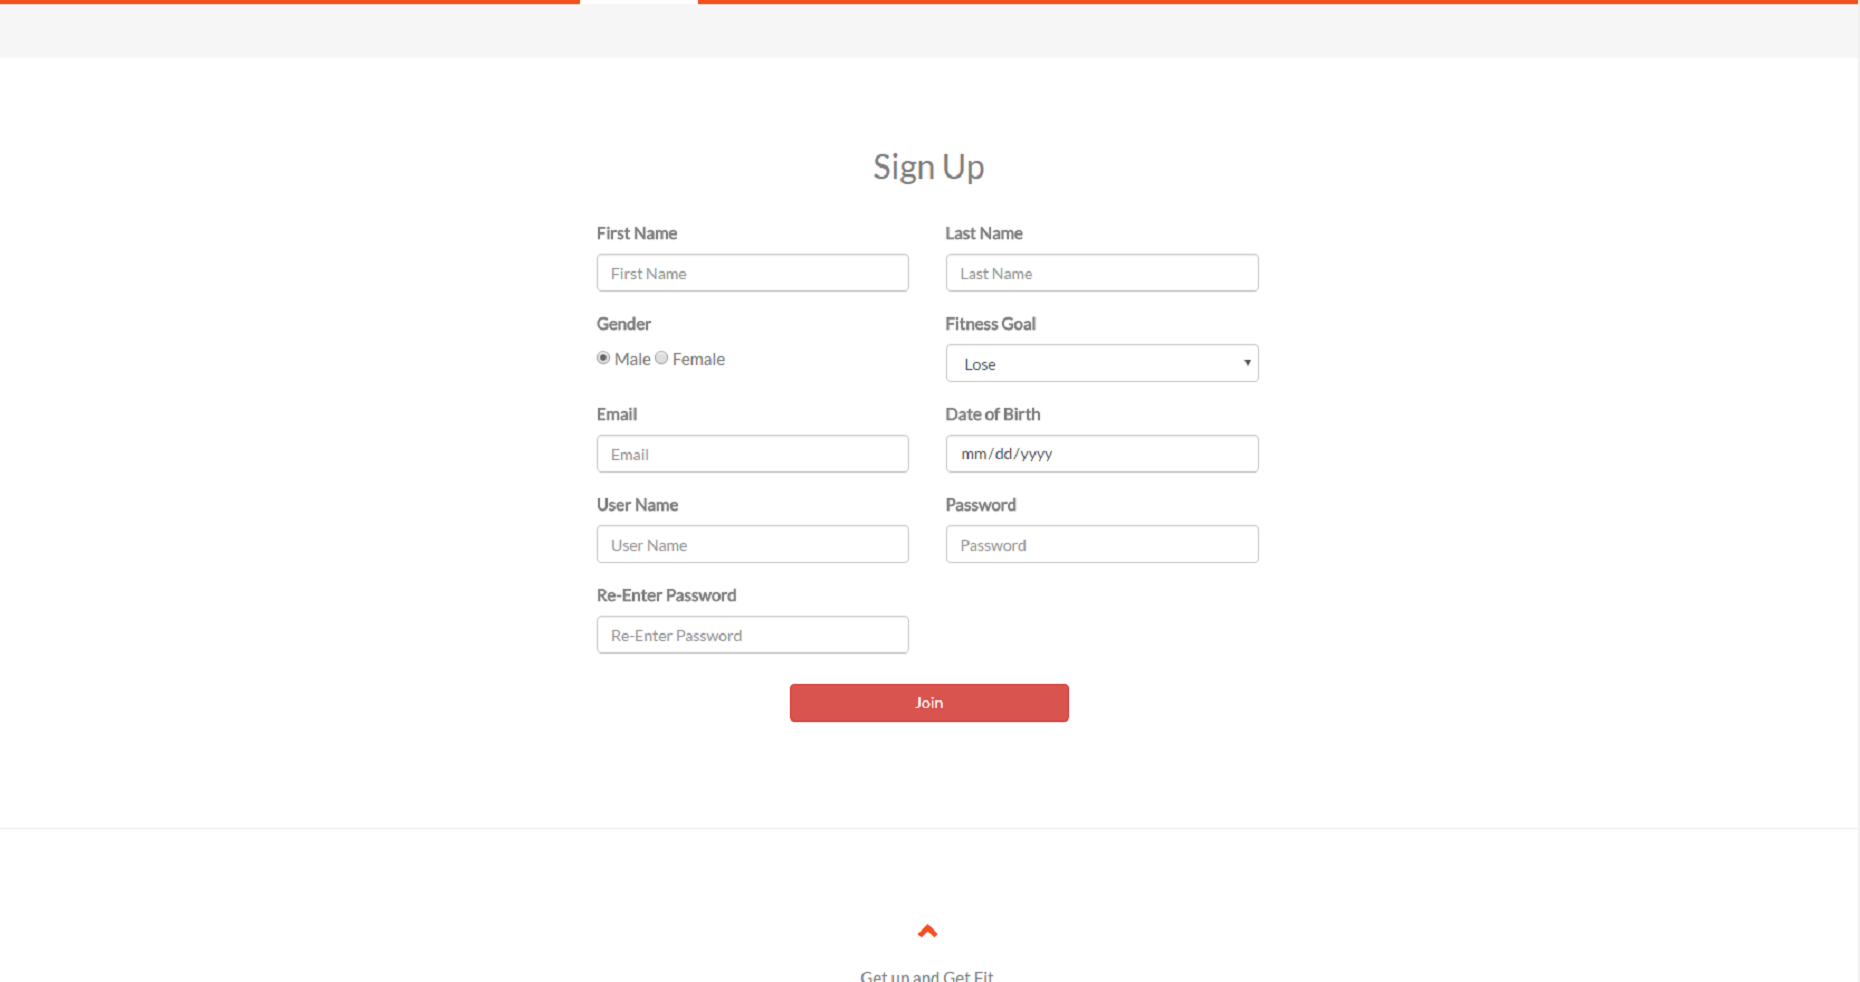 Sign Up
First Name Last Name
First Name Last Name
Gender Fitness Goal
Male Female Lose
Email Date of Birth
Email mm/dd/yyyy
User Name Password
User Name Password
Re-Enter Password
Re-Enter Password
Join
Get up and Get Fit